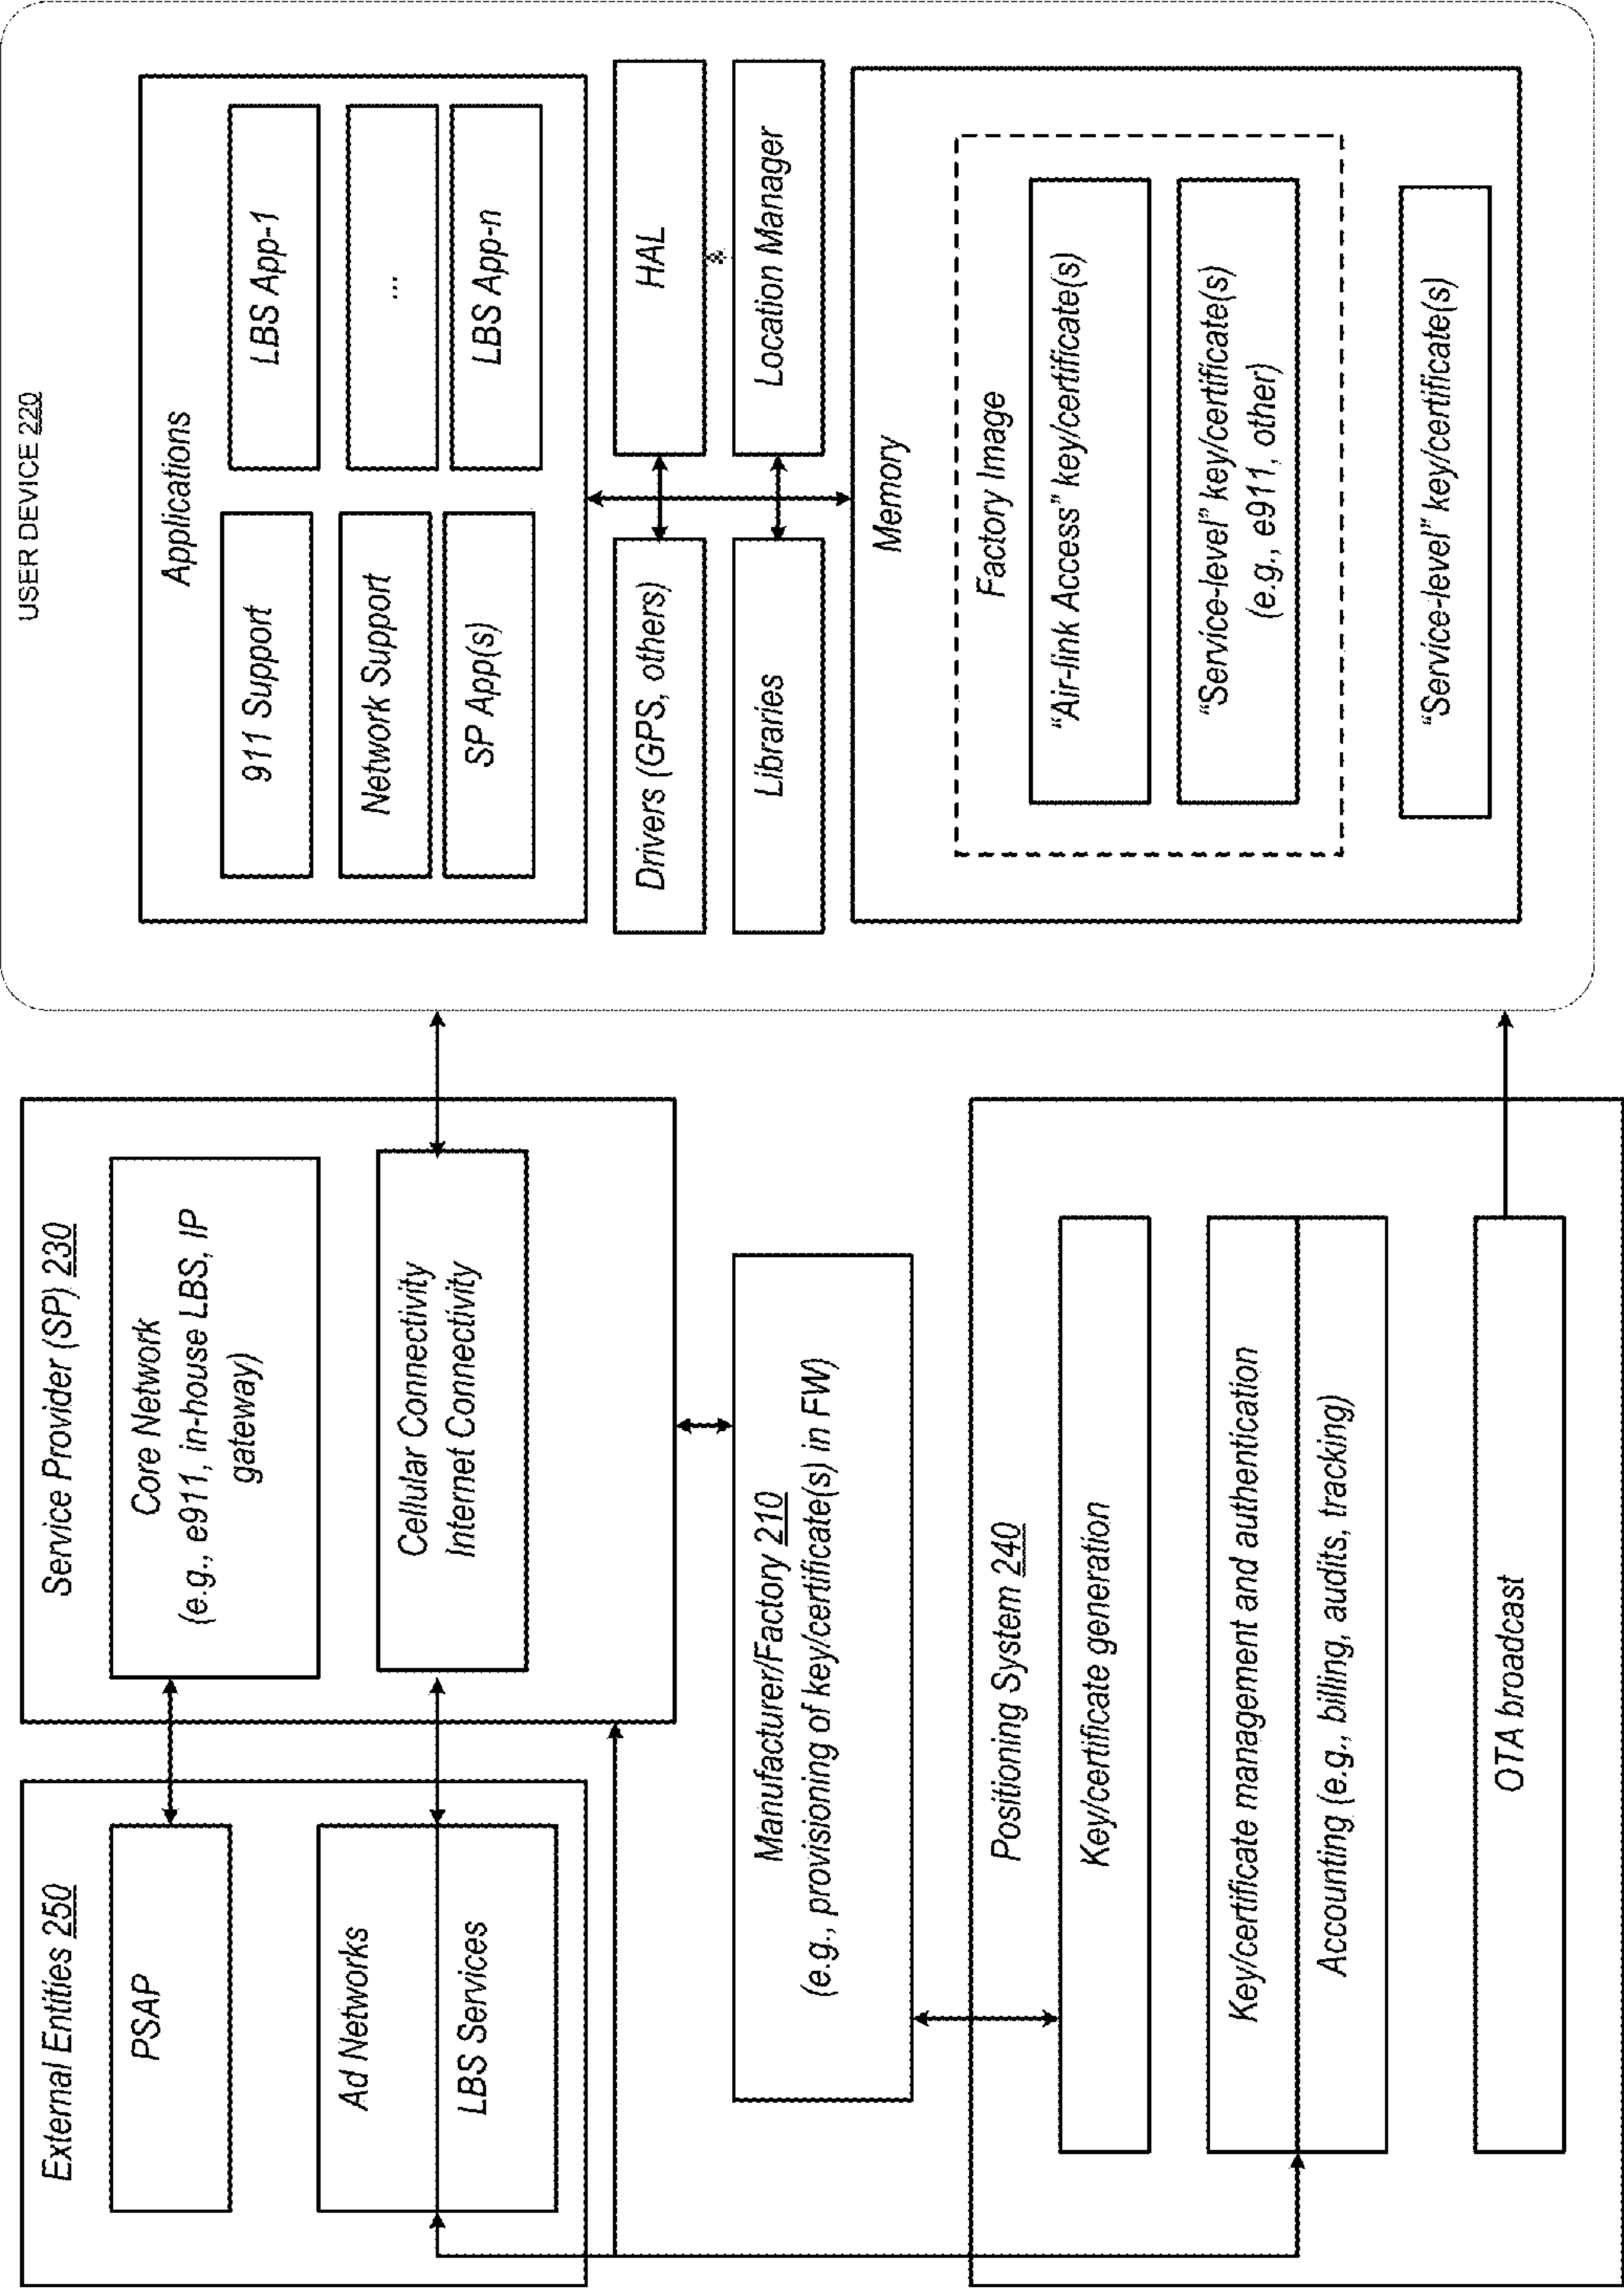 External Entities 250
PSAP
Ad Networks
LBS Services
Service Provider (SP) 230
Core Network
(e.g., e911, in-house LBS, IP
gateway)
Cellular Connectivity
Internet Connectivity
Manufacturer/Factory 210
(e.g., provisioning of key/certificate(s) in FW)
Positioning System 240
Key/certificate generation
Key/certificate management and authentication
Accounting (e.g., billing, audits, tracking)
OTA broadcast
USER DEVICE 220
Applications
911 Support
LBS App-1
Network Support
...
SP App(s)
LBS App-n
Drivers (GPS, others)
HAL
Libraries
Location Manager
Memory
Factory Image
“Air-link Access” key/certificate(s)
“Service-level” key/certificate(s)
(e.g., e911, other)
“Service-level” key/certificate(s)